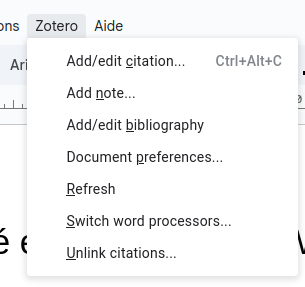 Zotero Aide
Add/edit citation... Ctrl+Alt+C
Add note...
Add/edit bibliography
Document preferences...
Refresh
Switch word processors...
Unlink citations...